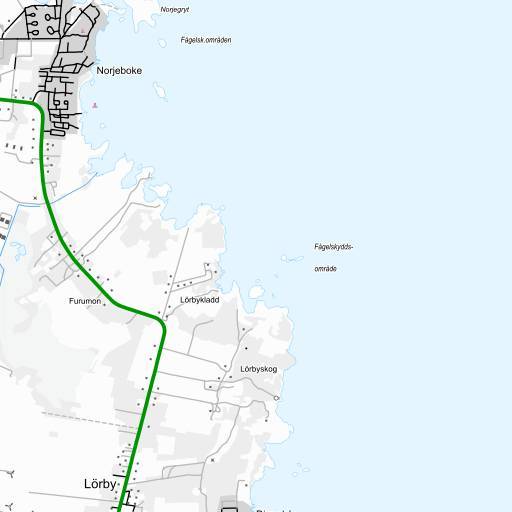 Norjegryt
Fågelsk.områden
Norjeboke
Fågelskydds-
område
Furumon
Lörbykladd
Lörbyskog
Lörby